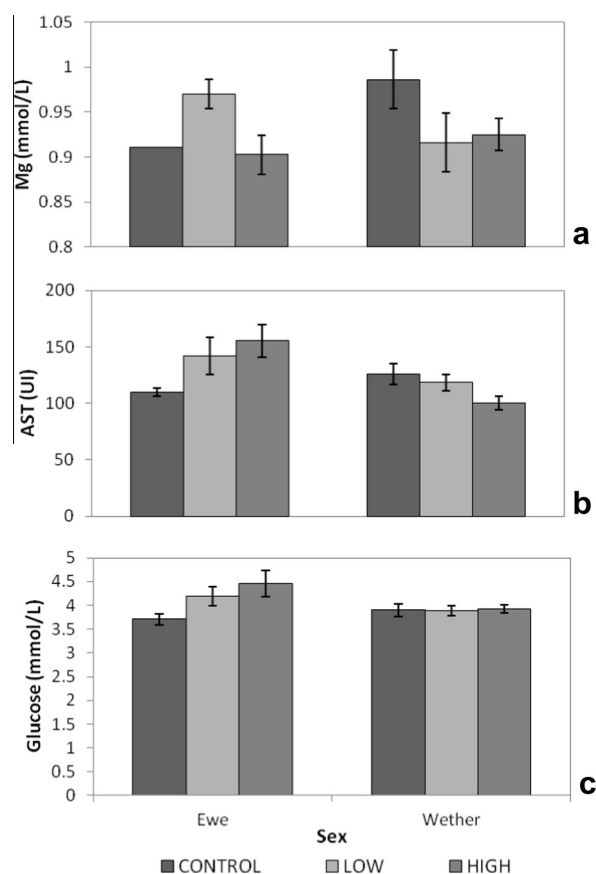 Mg (mmol/L)
1.05
1
0.95
0.9
0.85
0.8
a
AST (UI)
200
150
100
50
0
b
Glucose (mmol/L)
5
4.5
4
3.5
3
2.5
2
1.5
1
0.5
0
c
Ewe Wether
Sex
CONTROL LOW HIGH